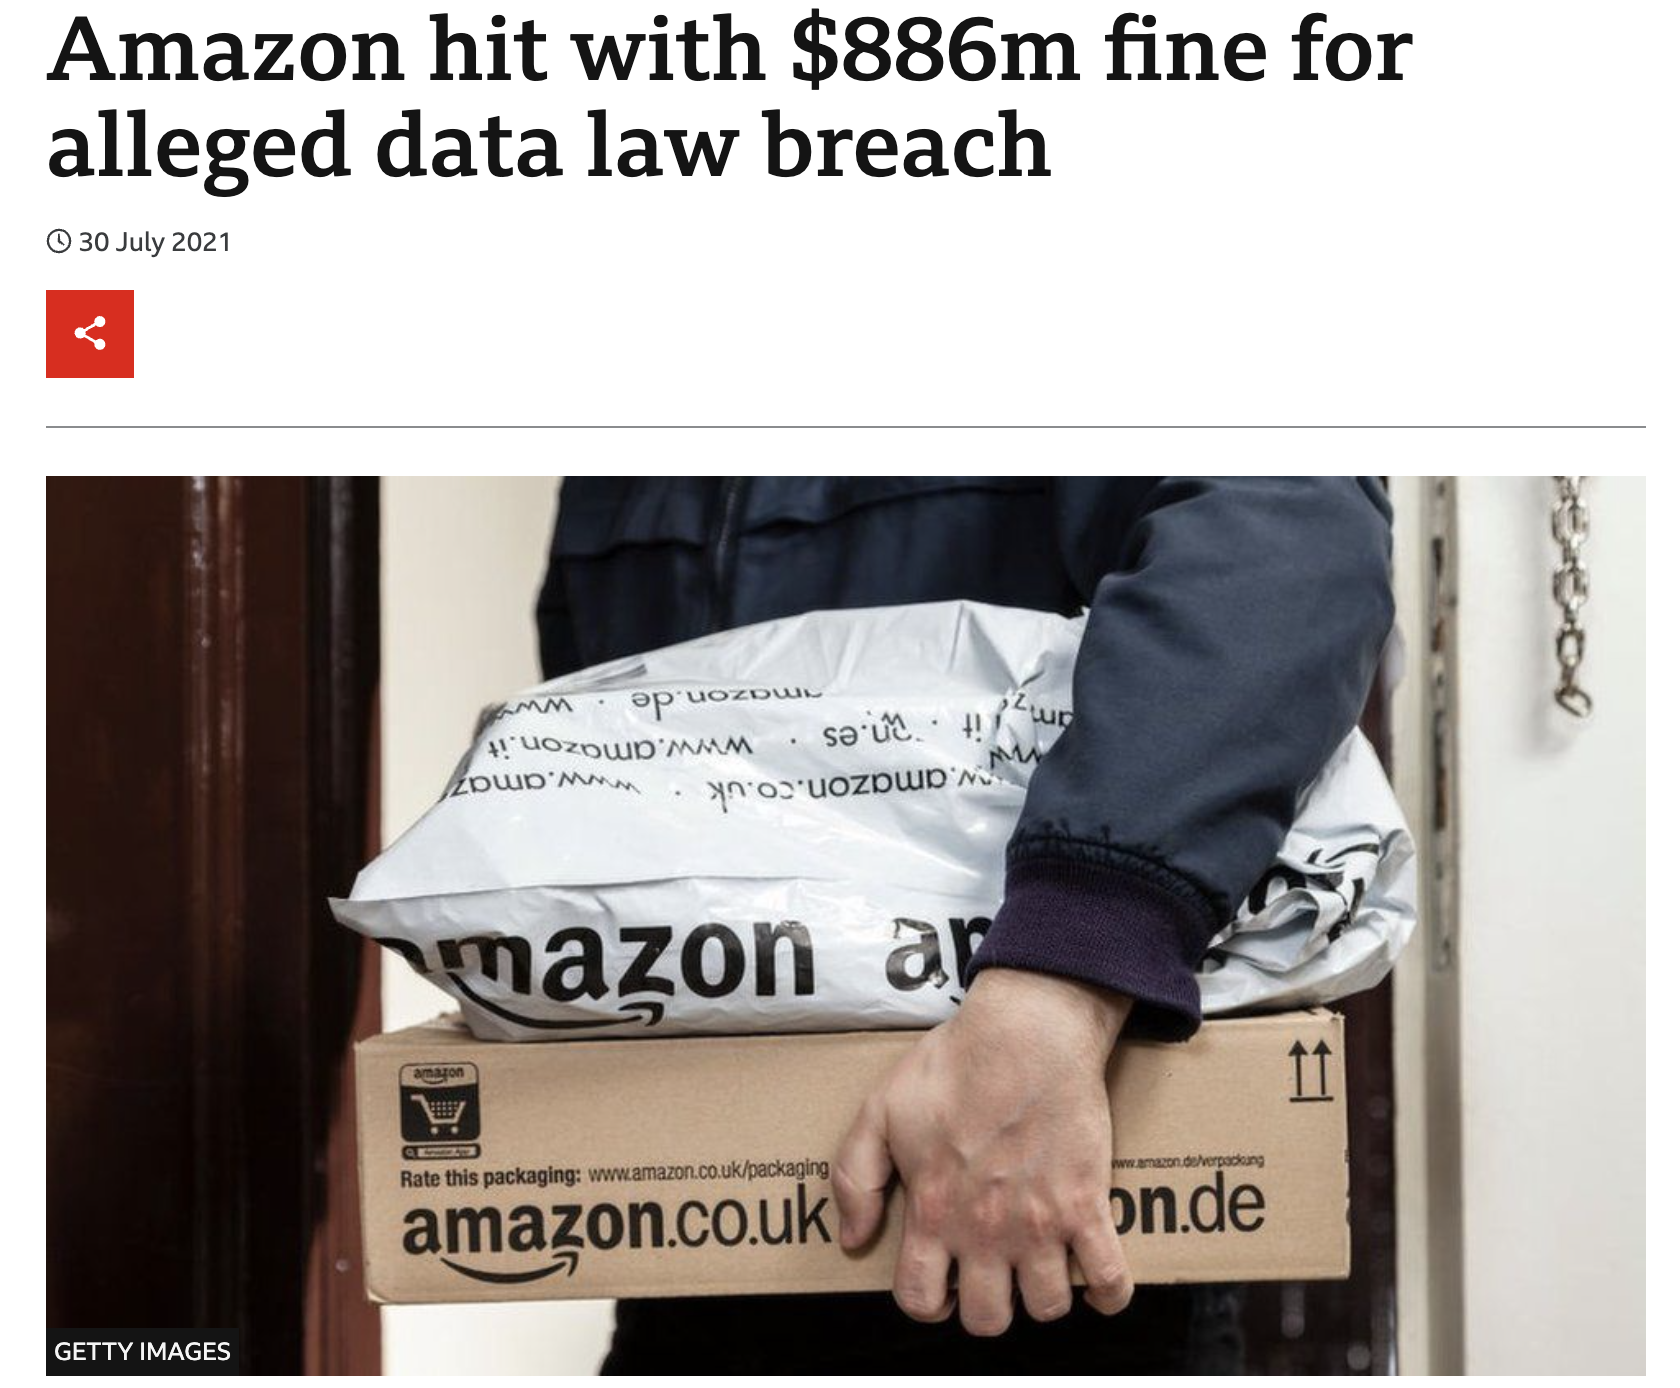 Amazon hit with $886m fine for
alleged data law breach
30 July 2021
amazon.de · www
www.amazon.it · .es · it
www.amaz · www.amazon.co.uk
amazon
amazon
Rate this packaging: www.amazon.co.uk/packaging
www.amazon.de/verpackung
amazon.co.uk
on.de
GETTY IMAGES